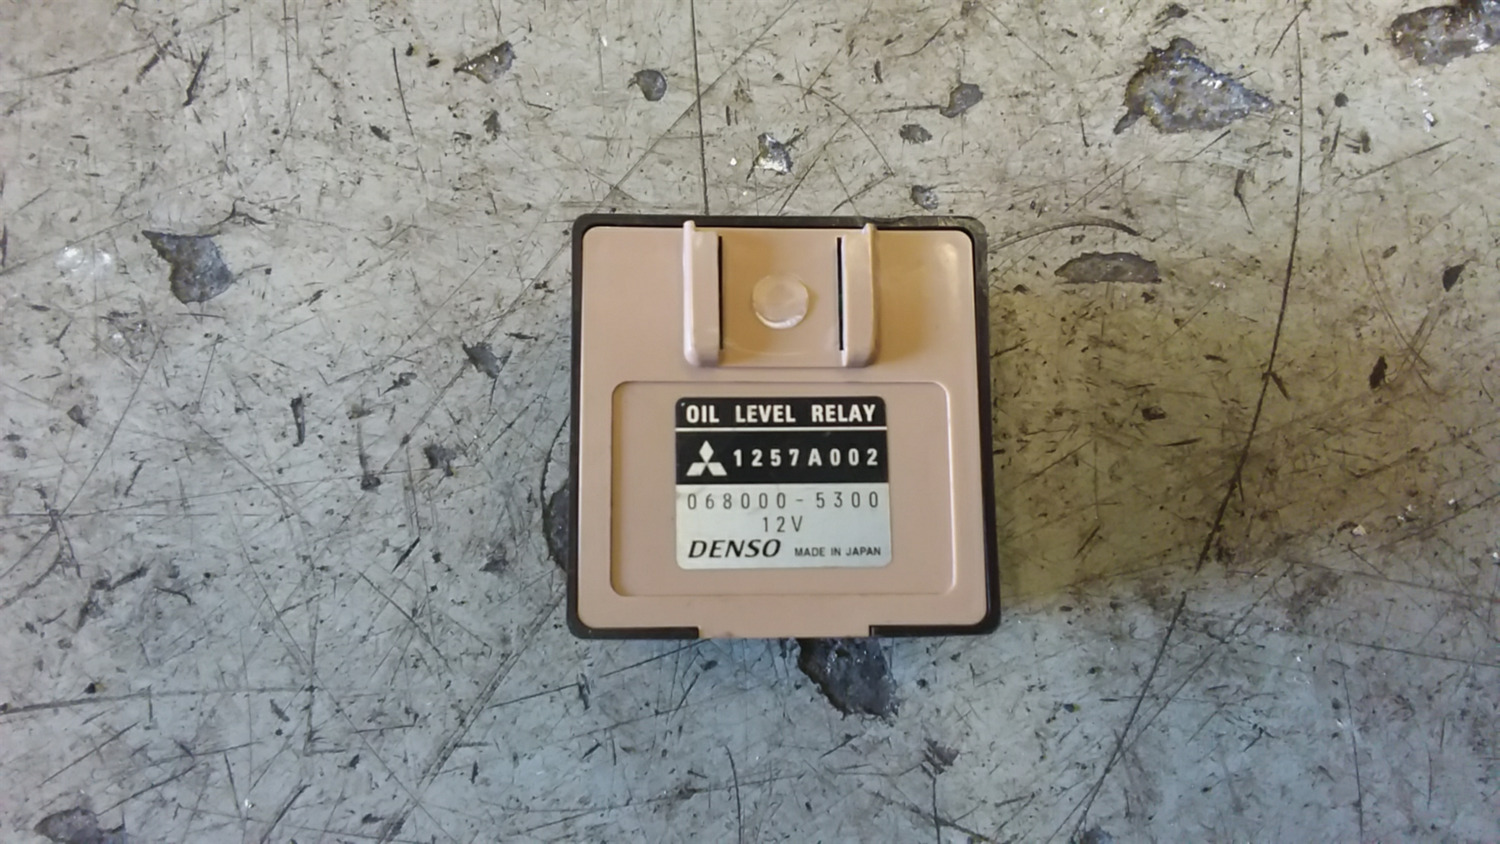 OIL LEVEL RELAY
1257A002
068000-5300
12V
DENSO MADE IN JAPAN